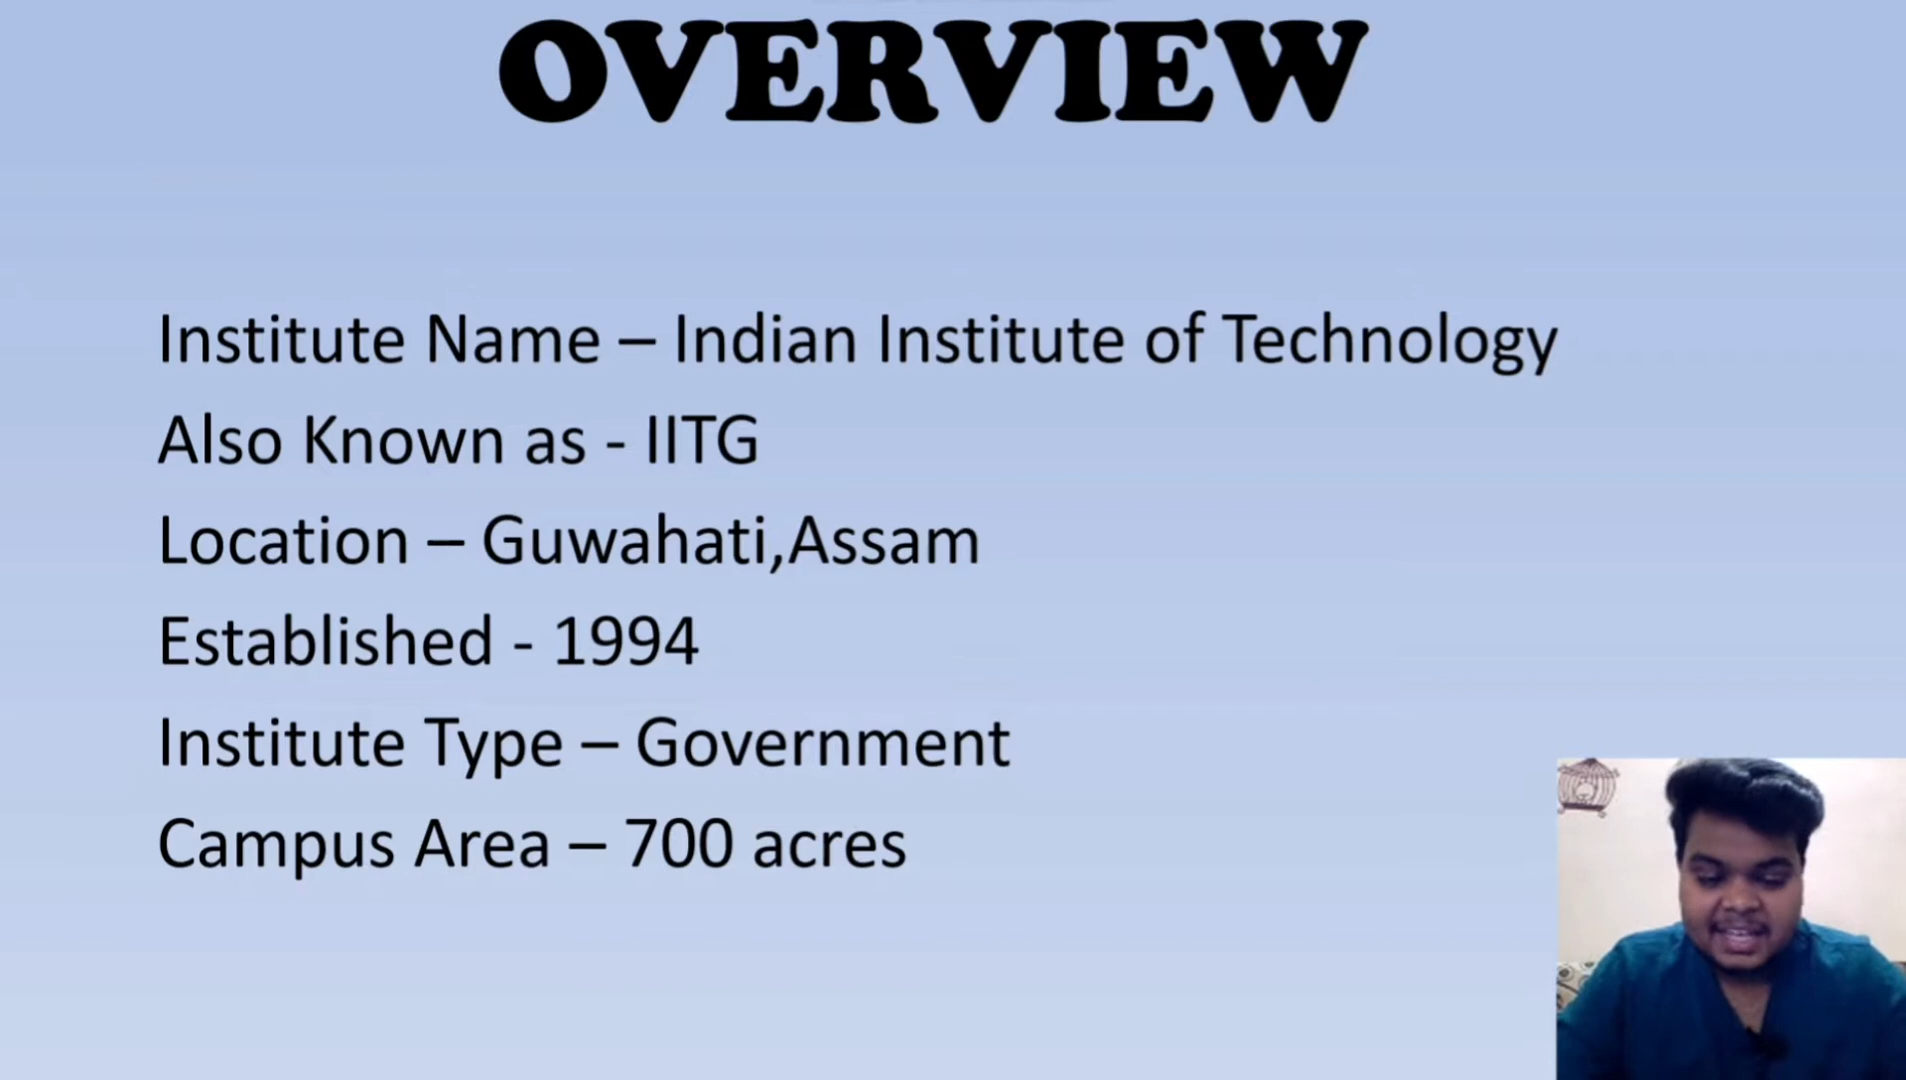 OVERVIEW
Institute Name – Indian Institute of Technology
Also Known as - IITG
Location – Guwahati,Assam
Established - 1994
Institute Type – Government
Campus Area – 700 acres